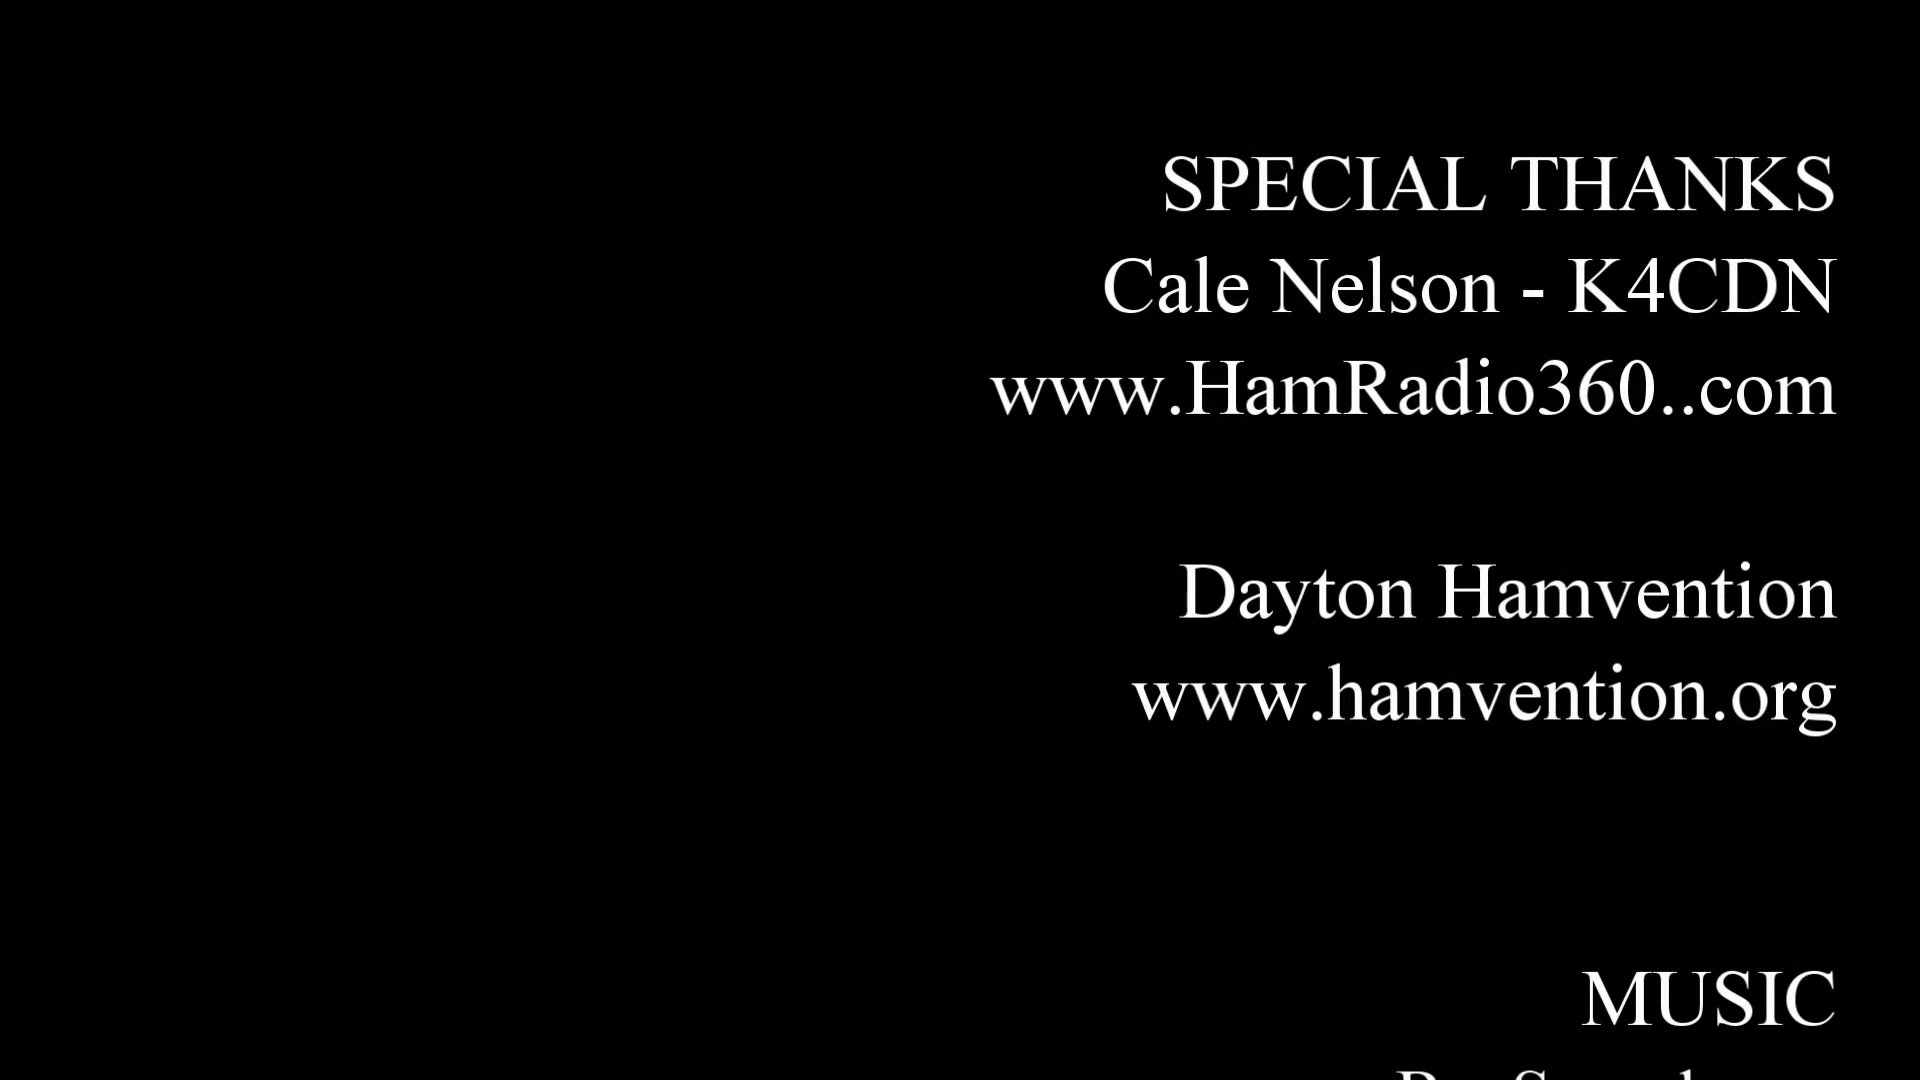 SPECIAL THANKS
Cale Nelson - K4CDN
www.HamRadio360..com
Dayton Hamvention
www.hamvention.org
MUSIC